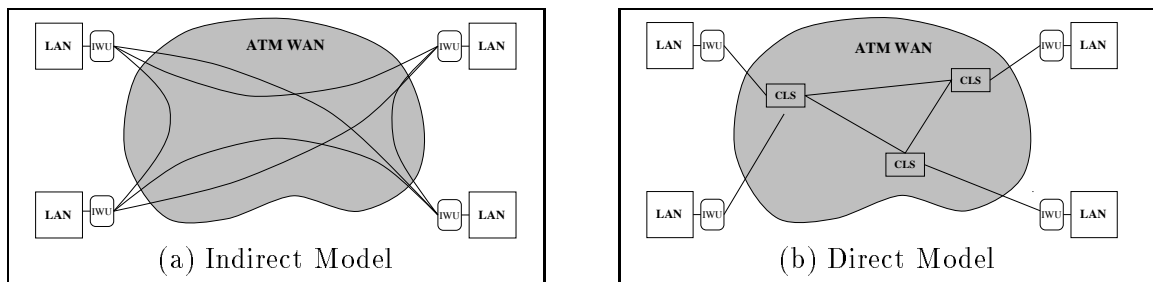 LAN IWU ATM WAN IWU LAN
LAN IWU IWU LAN
(a) Indirect Model
LAN IWU ATM WAN IWU LAN
CLS
CLS
CLS
LAN IWU IWU LAN
(b) Direct Model